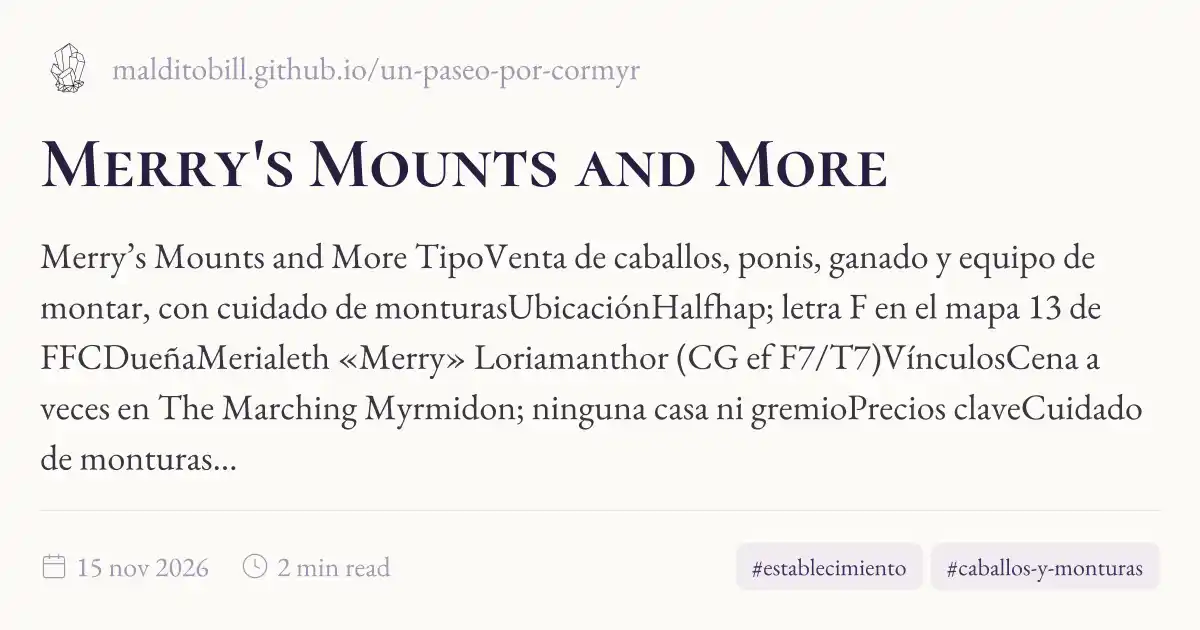 malditobill.github.io/un-paseo-por-cormyr
Merry's Mounts and More
Merry’s Mounts and More TipoVenta de caballos, ponis, ganado y equipo de
montar, con cuidado de monturasUbicaciónHalfhap; letra F en el mapa 13 de
FFCDueñaMerialeth «Merry» Loriamanthor (CG ef F7/T7)VínculosCena a
veces en The Marching Myrmidon; ninguna casa ni gremioPrecios claveCuidado
de monturas...
15 nov 2026
2 min read
#establecimiento
#caballos-y-monturas